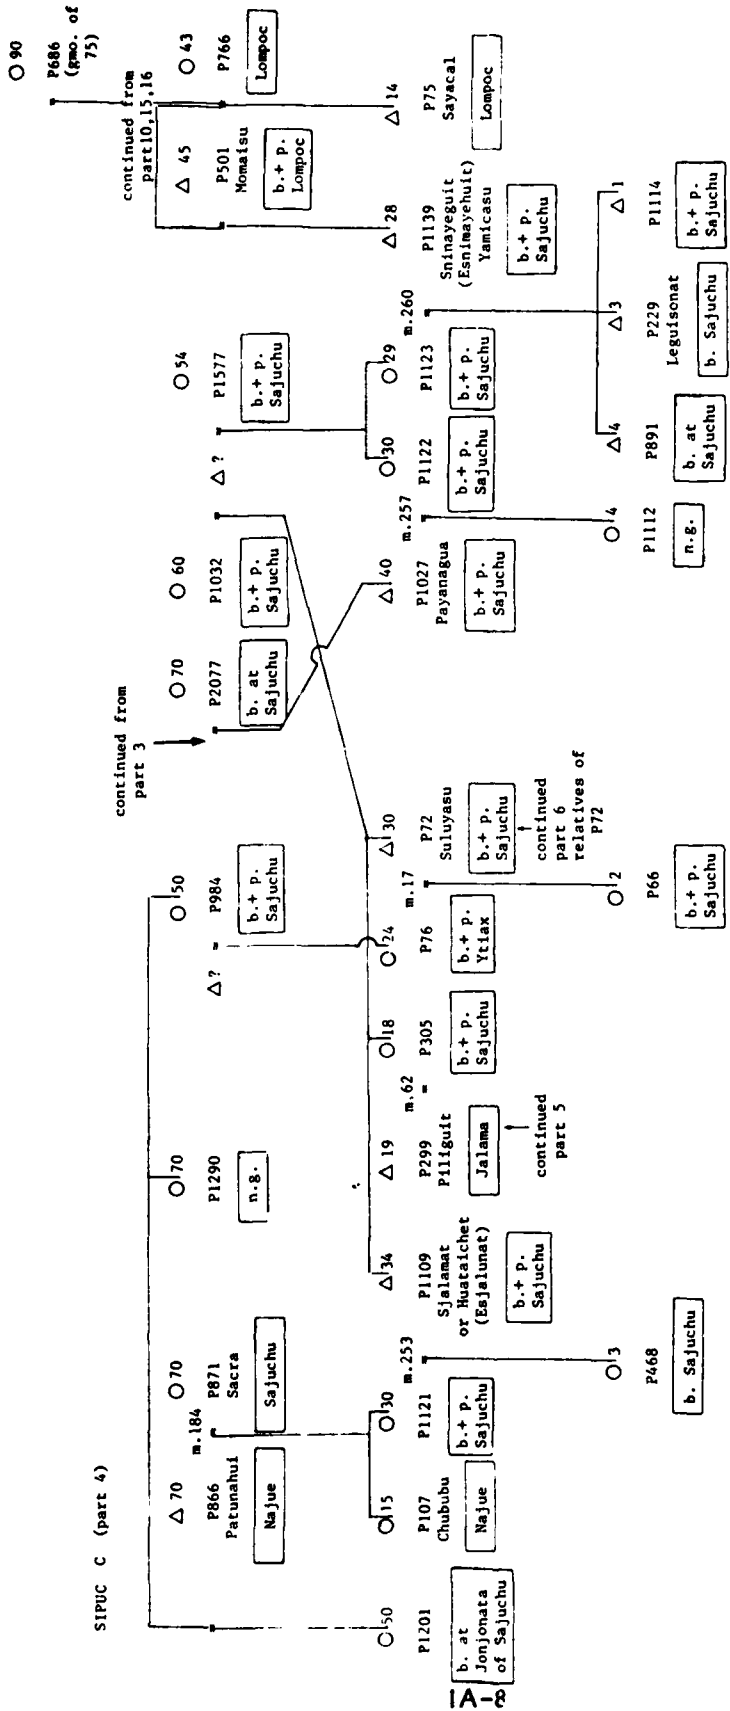 SIPUC C (part 4)
90
P686
(gmo. of
75)
continued from
part10,15,16
continued from
part 3
70
P866
Patunahui
Najue
m.184
70
P871
Sacra
Sajuchu
70
P1290
n.g.
?
=
50
P984
b.+ p.
Sajuchu
70
P2077
b. at
Sajuchu
60
P1032
b.+ p.
Sajuchu
?
54
P1577
b.+ p.
Sajuchu
45
P501
Momaisu
b.+ p.
Lompoc
43
P766
Lompoc
50
P1201
b. at
Jonjonata
of Sajuchu
15
P107
Chububu
Najue
30
P1121
b.+ p.
Sajuchu
m.253
34
P1109
Sjalamat
or Huataichet
(Esjalunat)
b.+ p.
Sajuchu
19
P299
Piliguit
Jalama
continued
part 5
m.62
=
18
P305
b.+ p.
Sajuchu
24
P76
b.+ p.
Ytiax
m.17
30
P72
Suluyasu
b.+ p.
Sajuchu
continued
part 6
relatives of
P72
40
P1027
Payanagua
b.+ p.
Sajuchu
m.257
30
P1122
b.+ p.
Sajuchu
29
P1123
b.+ p.
Sajuchu
m.260
28
P1139
Sninayeguit
(Esnimayehuit)
Yamicasu
b.+ p.
Sajuchu
14
P75
Sayacal
Lompoc
3
P468
b. Sajuchu
2
P66
b.+ p.
Sajuchu
4
P1112
n.g.
4
P891
b. at
Sajuchu
3
P229
Leguisonat
b. Sajuchu
1
P1114
b.+ p.
Sajuchu
IA-8